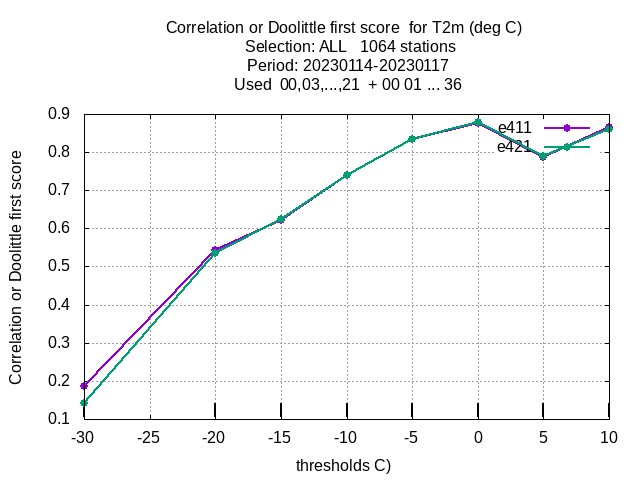 Correlation or Doolittle first score  for T2m (deg C)
Selection: ALL   1064 stations
Period: 20230114-20230117
Used  00,03,...,21  + 00 01 ... 36
Correlation or Doolittle first score
0.9
0.8
0.7
0.6
0.5
0.4
0.3
0.2
0.1
e411
e421
-30 -25 -20 -15 -10 -5 0 5 10
thresholds C)